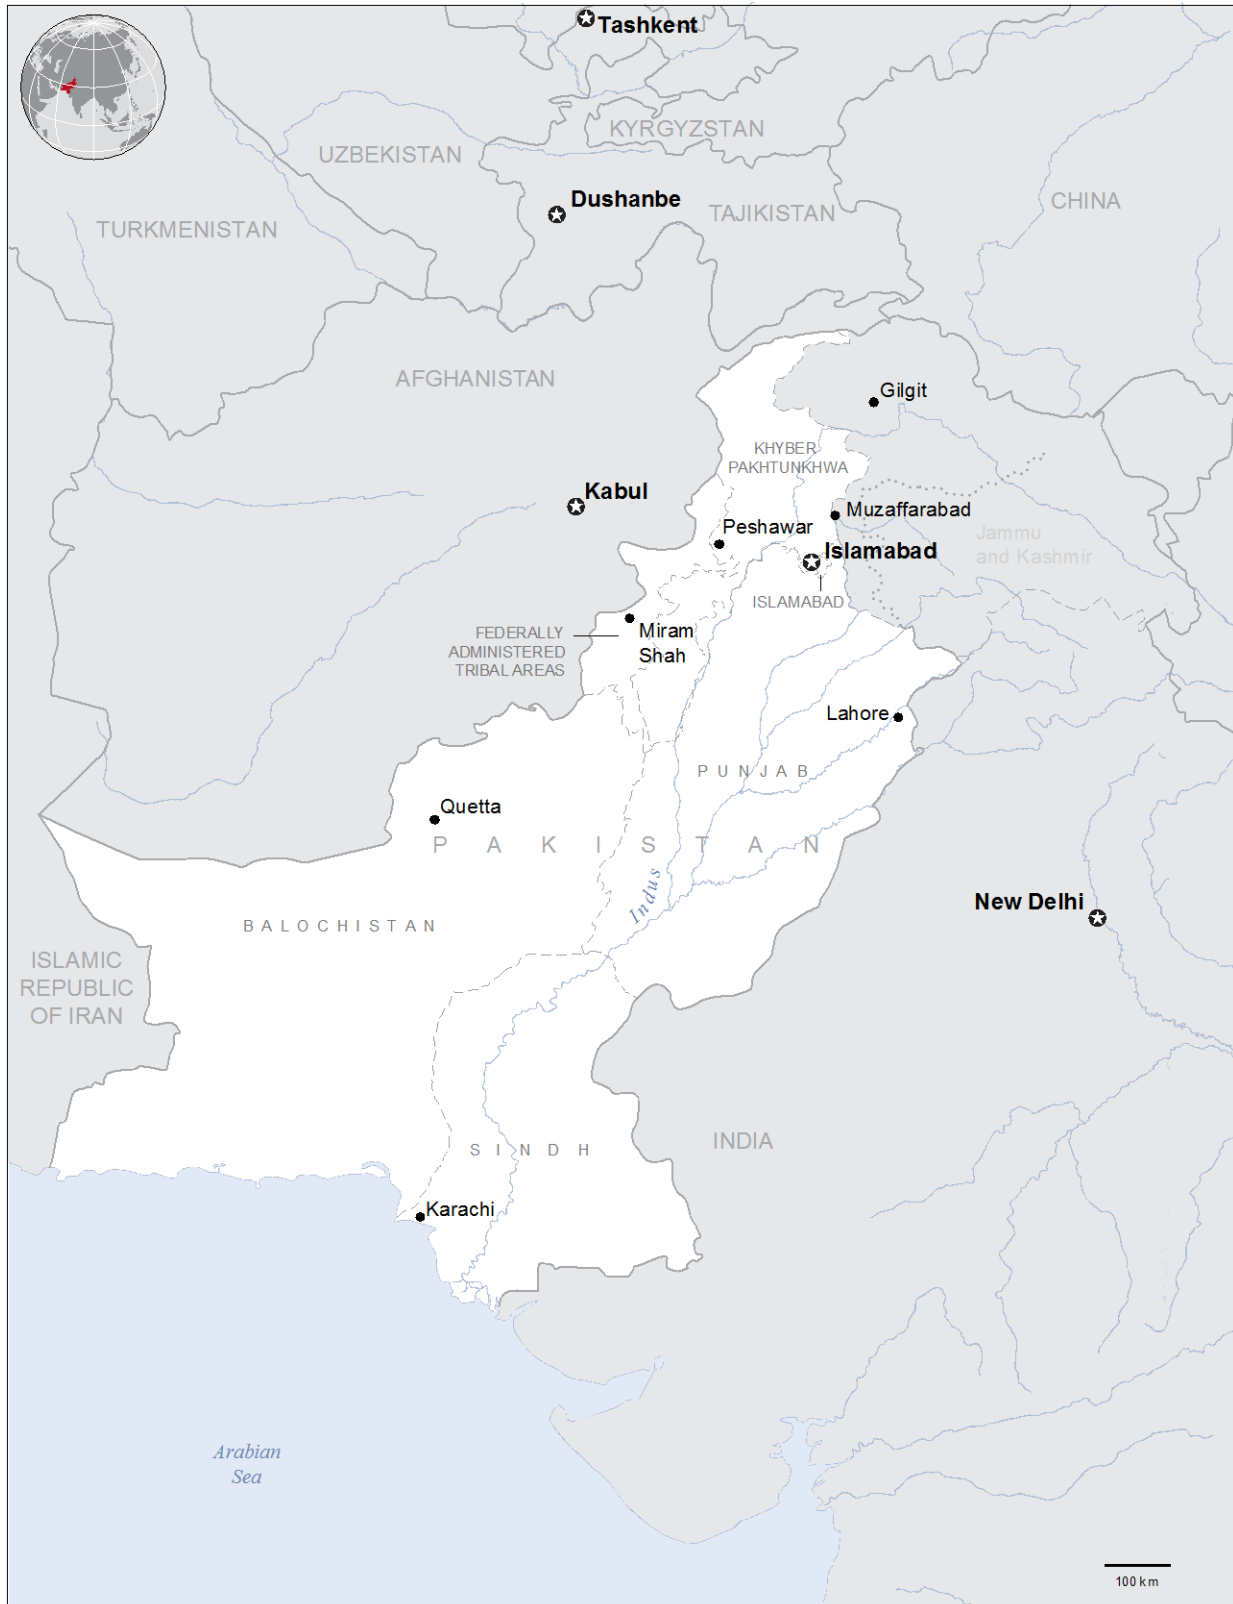 Tashkent
KYRGYZSTAN
UZBEKISTAN
Dushanbe
TAJIKISTAN
CHINA
TURKMENISTAN
AFGHANISTAN
Gilgit
KHYBER
PAKHTUNKHWA
Kabul
Muzaffarabad
Peshawar
Jammu
and Kashmir
Islamabad
ISLAMABAD
FEDERALLY
ADMINISTERED
TRIBAL AREAS
Miram
Shah
Lahore
PUNJAB
Quetta
PAKISTAN
Indus
New Delhi
BALOCHISTAN
ISLAMIC
REPUBLIC
OF IRAN
INDIA
SINDH
Karachi
Arabian
Sea
100 km